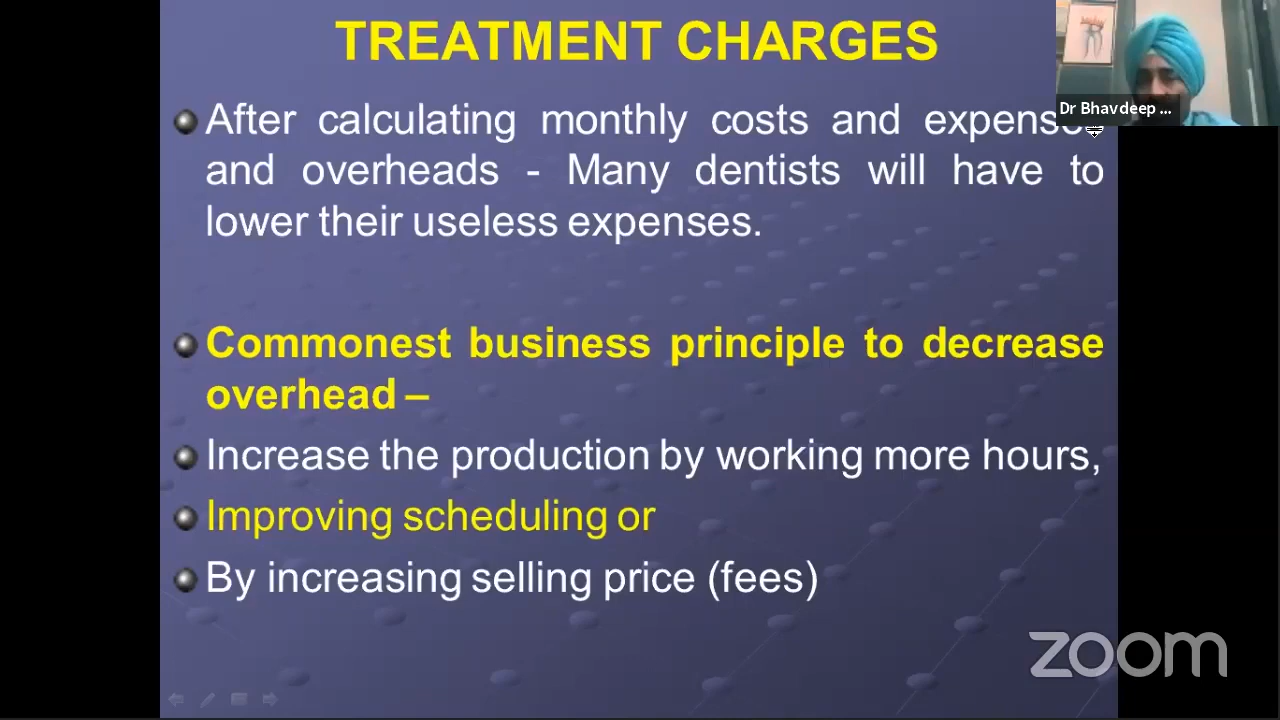 TREATMENT CHARGES
Dr Bhavdeep ...
After calculating monthly costs and expenses
and overheads - Many dentists will have to
lower their useless expenses.
Commonest business principle to decrease
overhead –
Increase the production by working more hours,
Improving scheduling or
By increasing selling price (fees)
zoom